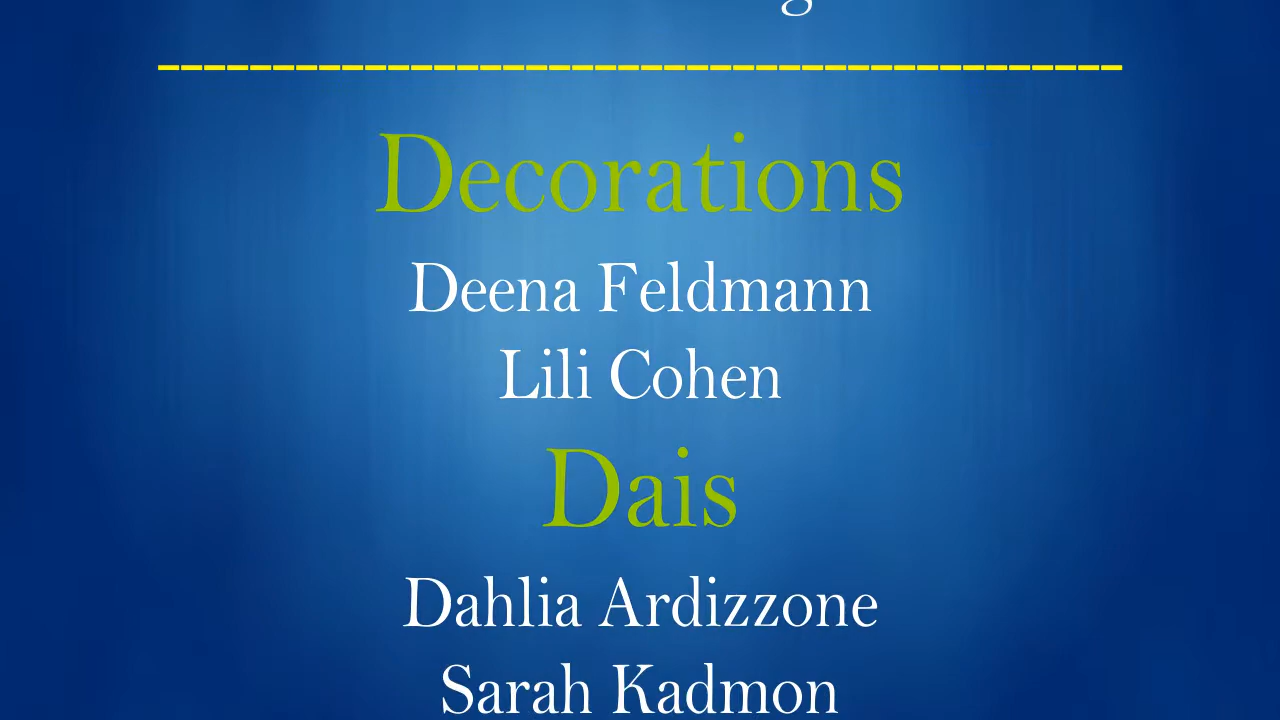 Decorations
Deena Feldmann
Lili Cohen
Dais
Dahlia Ardizzone
Sarah Kadmon